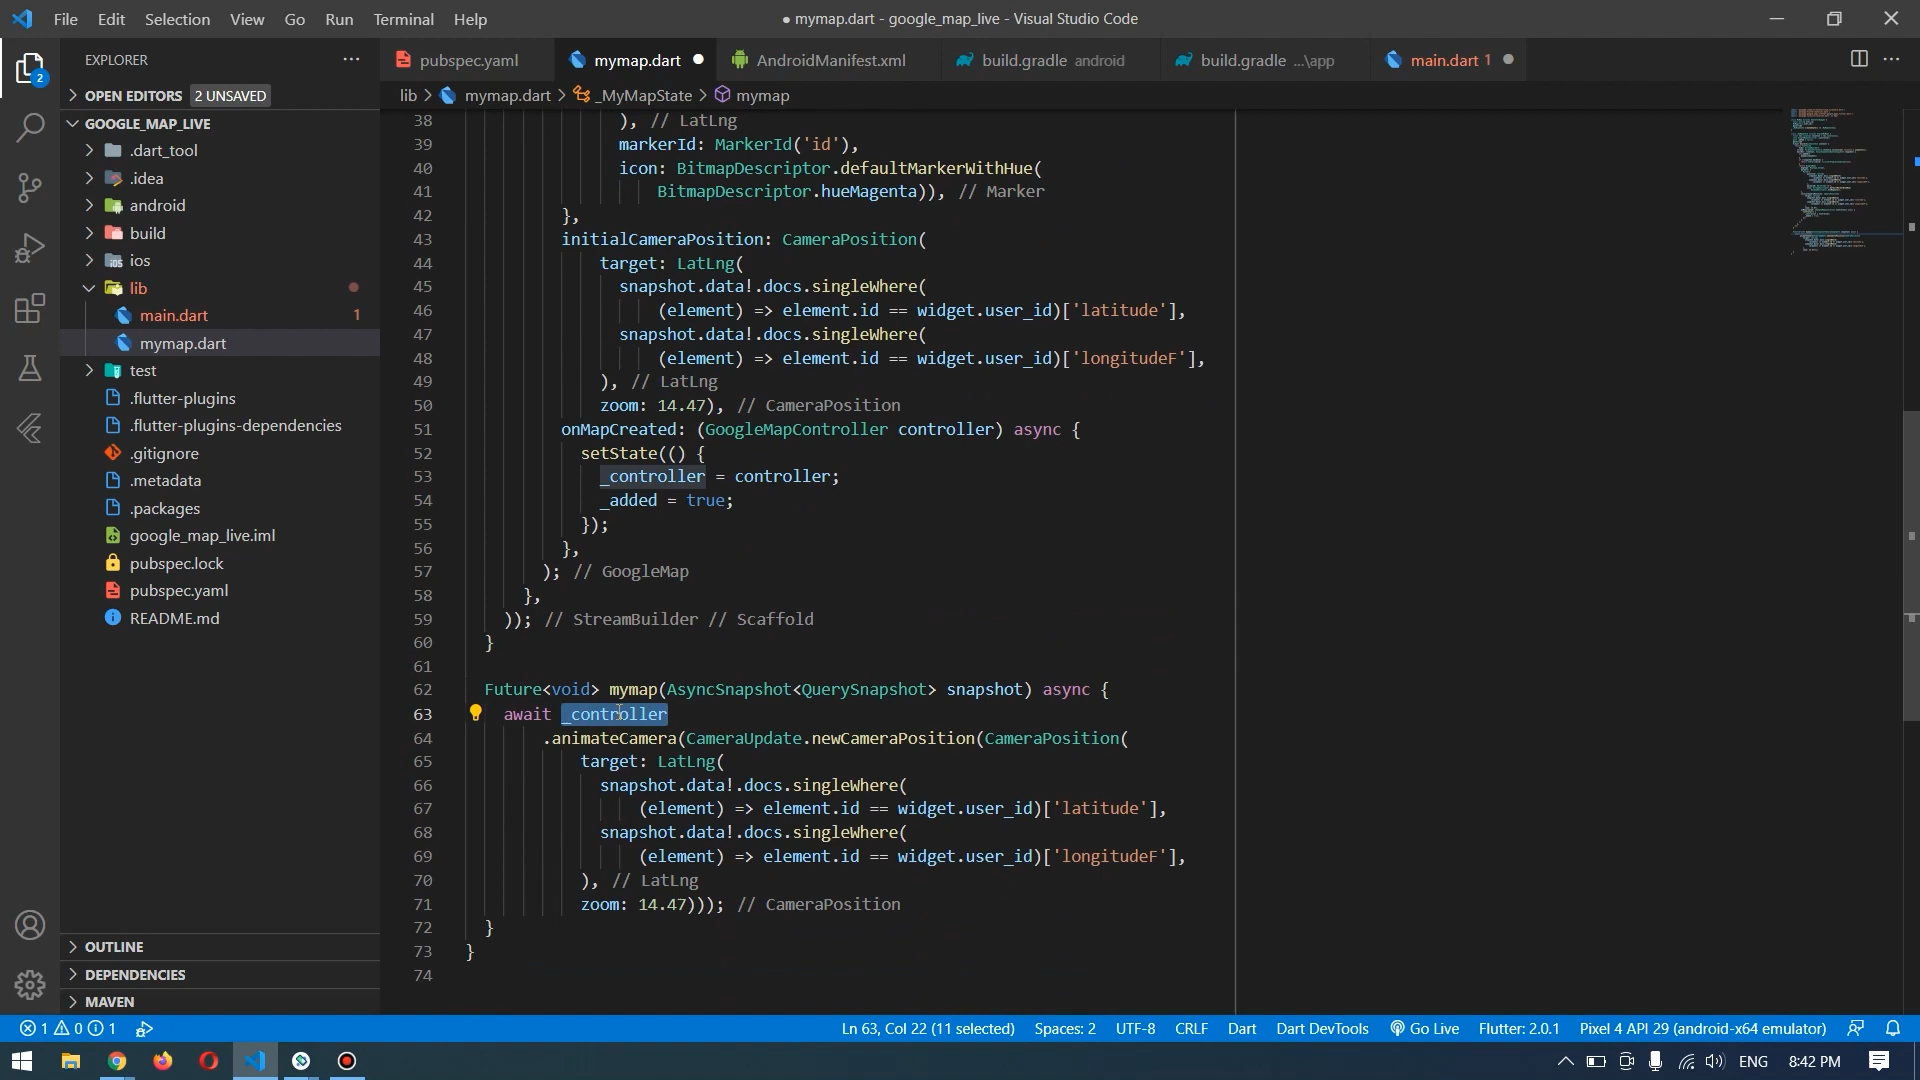 File Edit Selection View Go Run Terminal Help
● mymap.dart - google_map_live - Visual Studio Code
EXPLORER
pubspec.yaml
mymap.dart
AndroidManifest.xml
build.gradle android
build.gradle ...\app
main.dart 1
OPEN EDITORS 2 UNSAVED
lib > mymap.dart > _MyMapState > mymap
2
GOOGLE_MAP_LIVE
.dart_tool
.idea
android
build
ios
lib
main.dart 1
mymap.dart
test
.flutter-plugins
.flutter-plugins-dependencies
.gitignore
.metadata
.packages
google_map_live.iml
pubspec.lock
pubspec.yaml
README.md
OUTLINE
DEPENDENCIES
MAVEN
38 ), // LatLng
39 markerId: MarkerId('id'),
40 icon: BitmapDescriptor.defaultMarkerWithHue(
41 BitmapDescriptor.hueMagenta)), // Marker
42 },
43 initialCameraPosition: CameraPosition(
44 target: LatLng(
45 snapshot.data!.docs.singleWhere(
46 (element) => element.id == widget.user_id)['latitude'],
47 snapshot.data!.docs.singleWhere(
48 (element) => element.id == widget.user_id)['longitudeF'],
49 ), // LatLng
50 zoom: 14.47), // CameraPosition
51 onMapCreated: (GoogleMapController controller) async {
52 setState(() {
53 _controller = controller;
54 _added = true;
55 });
56 },
57 ); // GoogleMap
58 },
59 )); // StreamBuilder // Scaffold
60 }
61
62 Future<void> mymap(AsyncSnapshot<QuerySnapshot> snapshot) async {
63 await _controller
64 .animateCamera(CameraUpdate.newCameraPosition(CameraPosition(
65 target: LatLng(
66 snapshot.data!.docs.singleWhere(
67 (element) => element.id == widget.user_id)['latitude'],
68 snapshot.data!.docs.singleWhere(
69 (element) => element.id == widget.user_id)['longitudeF'],
70 ), // LatLng
71 zoom: 14.47))); // CameraPosition
72 }
73 }
74
1 0 1
Ln 63, Col 22 (11 selected) Spaces: 2 UTF-8 CRLF Dart Dart DevTools Go Live Flutter: 2.0.1 Pixel 4 API 29 (android-x64 emulator)
ENG 8:42 PM